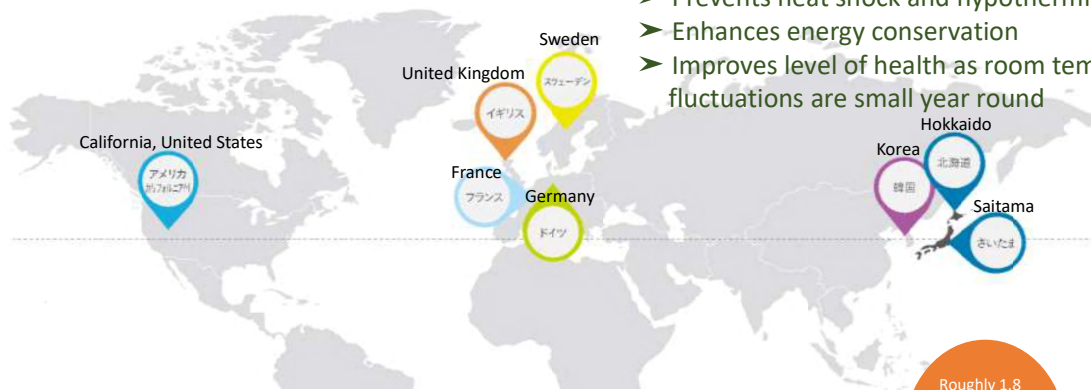 ➤ Prevents heat shock and hypothermi
➤ Enhances energy conservation
➤ Improves level of health as room tem
fluctuations are small year round
Sweden
スウェーデン
United Kingdom
イギリス
California, United States
アメリカ
カリフォルニア州
France
フランス
Germany
ドイツ
Hokkaido
北海道
Korea
韓国
Saitama
さいたま
Roughly 1.8